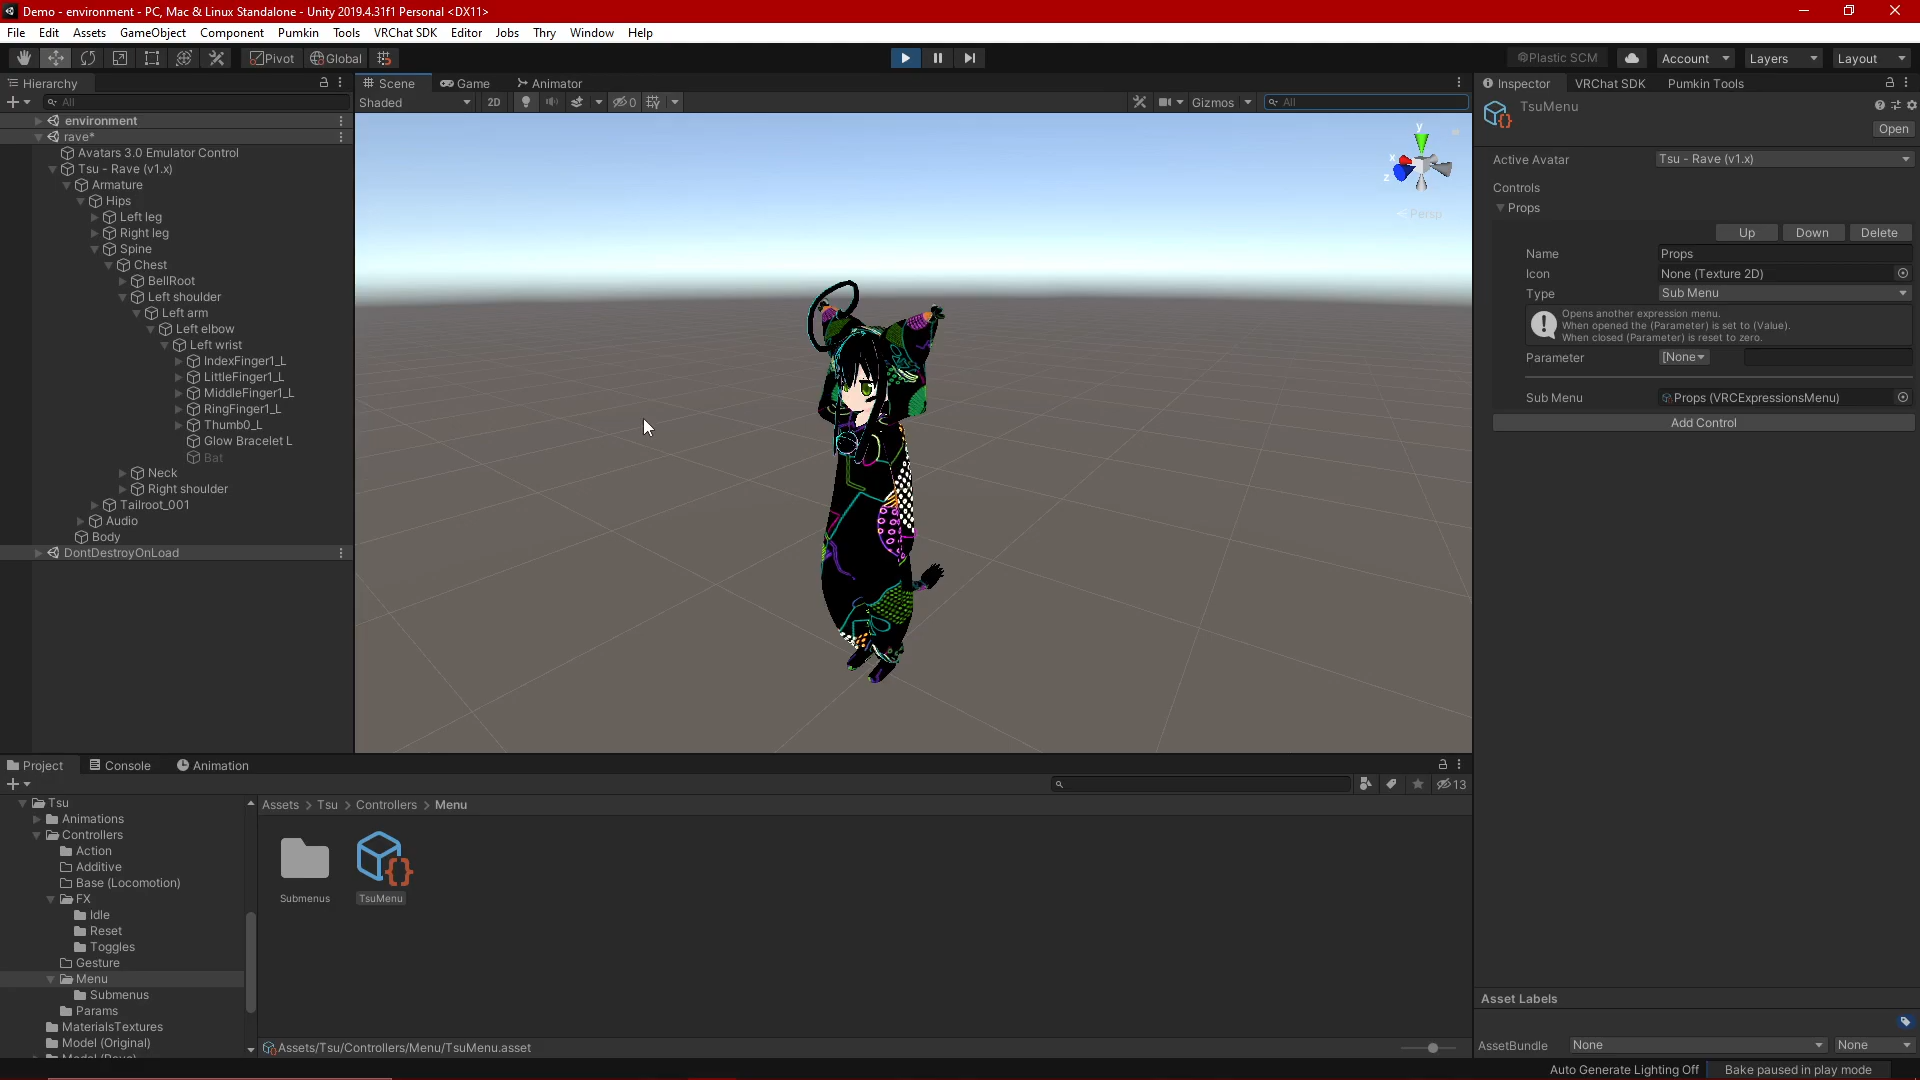 Demo - environment - PC, Mac & Linux Standalone - Unity 2019.4.31f1 Personal <DX11>
File Edit Assets GameObject Component Pumkin Tools VRChat SDK Editor Jobs Thry Window Help
Pivot Global Plastic SCM Account Layers Layout
Hierarchy
All
environment
rave*
Avatars 3.0 Emulator Control
Tsu - Rave (v1.x)
Armature
Hips
Left leg
Right leg
Spine
Chest
BellRoot
Left shoulder
Left arm
Left elbow
Left wrist
IndexFinger1_L
LittleFinger1_L
MiddleFinger1_L
RingFinger1_L
Thumb0_L
Glow Bracelet L
Bat
Neck
Right shoulder
Tailroot_001
Audio
Body
DontDestroyOnLoad
Scene Game Animator
Shaded 2D 0 Gizmos All
y
x
z
< Persp
Inspector VRChat SDK Pumkin Tools
TsuMenu
Open
Active Avatar Tsu - Rave (v1.x)
Controls
Props
Up Down Delete
Name Props
Icon None (Texture 2D)
Type Sub Menu
Opens another expression menu.
When opened the (Parameter) is set to (Value).
When closed (Parameter) is reset to zero.
Parameter [None
Sub Menu Props (VRCExpressionsMenu)
Add Control
Project Console Animation
13
Tsu
Animations
Controllers
Action
Additive
Base (Locomotion)
FX
Idle
Reset
Toggles
Gesture
Menu
Submenus
Params
MaterialsTextures
Model (Original)
Assets > Tsu > Controllers > Menu
Submenus TsuMenu
Assets/Tsu/Controllers/Menu/TsuMenu.asset
Asset Labels
AssetBundle None None
Auto Generate Lighting Off Bake paused in play mode